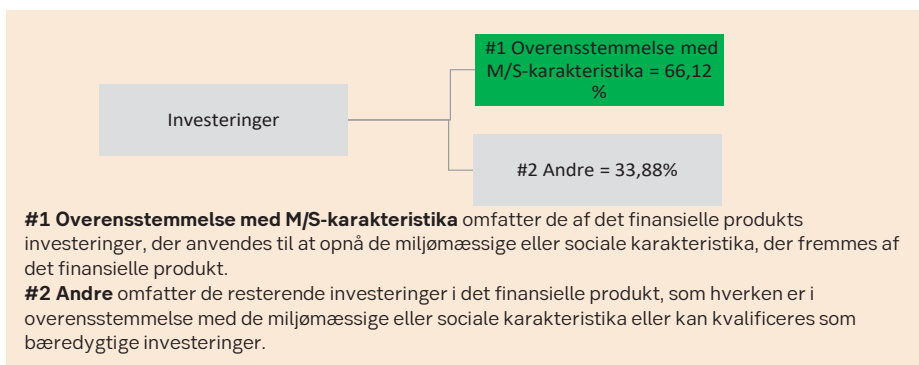 #1 Overensstemmelse med
M/S-karakteristika = 66,12
%
Investeringer
#2 Andre = 33,88%
#1 Overensstemmelse med M/S-karakteristika omfatter de af det finansielle produkts
investeringer, der anvendes til at opnå de miljømæssige eller sociale karakteristika, der fremmes af
det finansielle produkt.
#2 Andre omfatter de resterende investeringer i det finansielle produkt, som hverken er i
overensstemmelse med de miljømæssige eller sociale karakteristika eller kan kvalificeres som
bæredygtige investeringer.